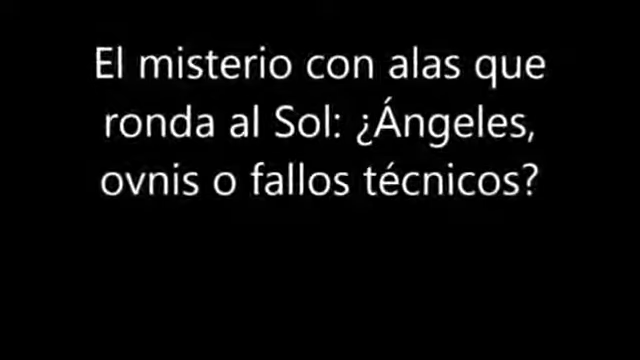 El misterio con alas que
ronda al Sol: ¿Ángeles,
ovnis o fallos técnicos?